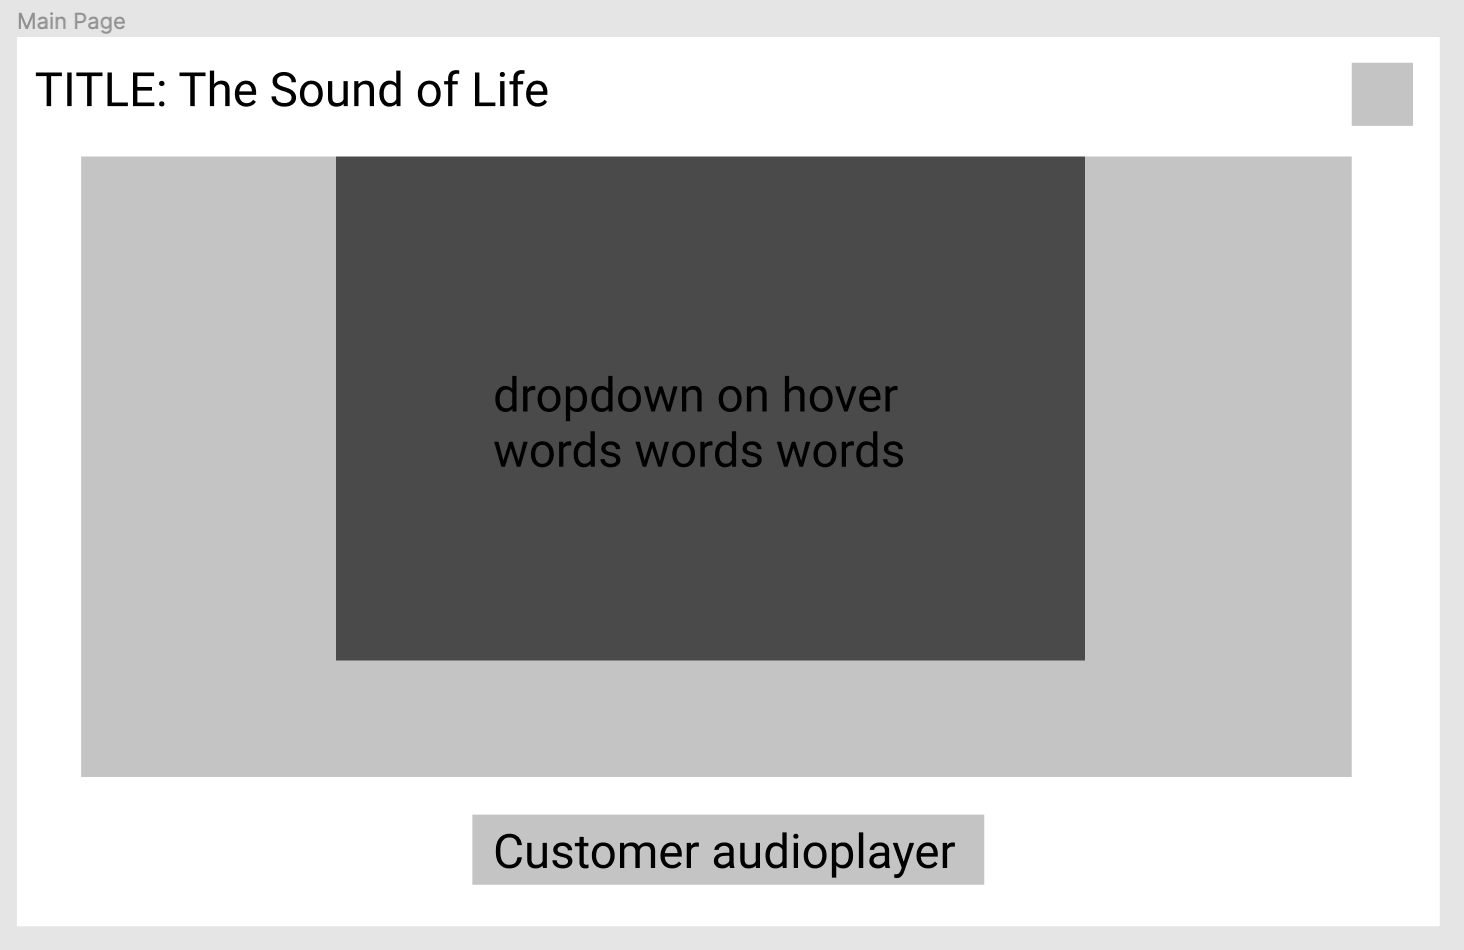 Main Page
TITLE: The Sound of Life
dropdown on hover
words words words
Customer audioplayer